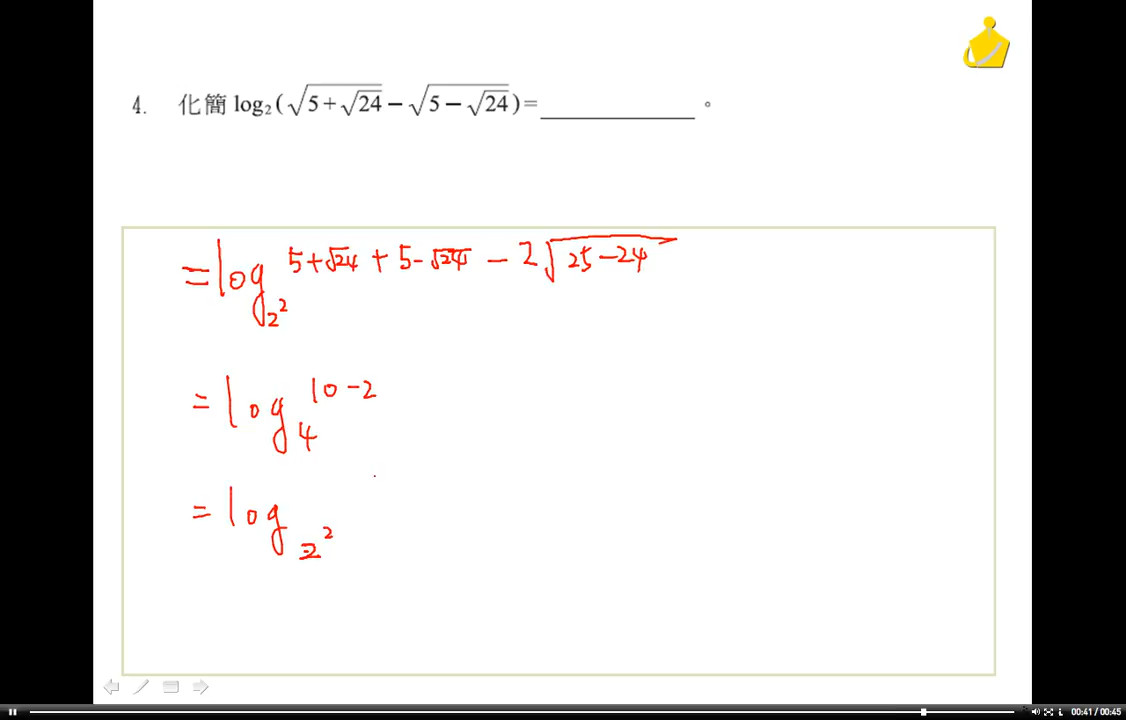 4. 化簡 log₂(√(5+√24) − √(5−√24))=＿＿＿＿＿＿。
=log_{2²}^{5+√24 + 5-√24 − 2√(25−24)}
= log_4^{10−2}
= log_{2²}
00:41 / 00:45